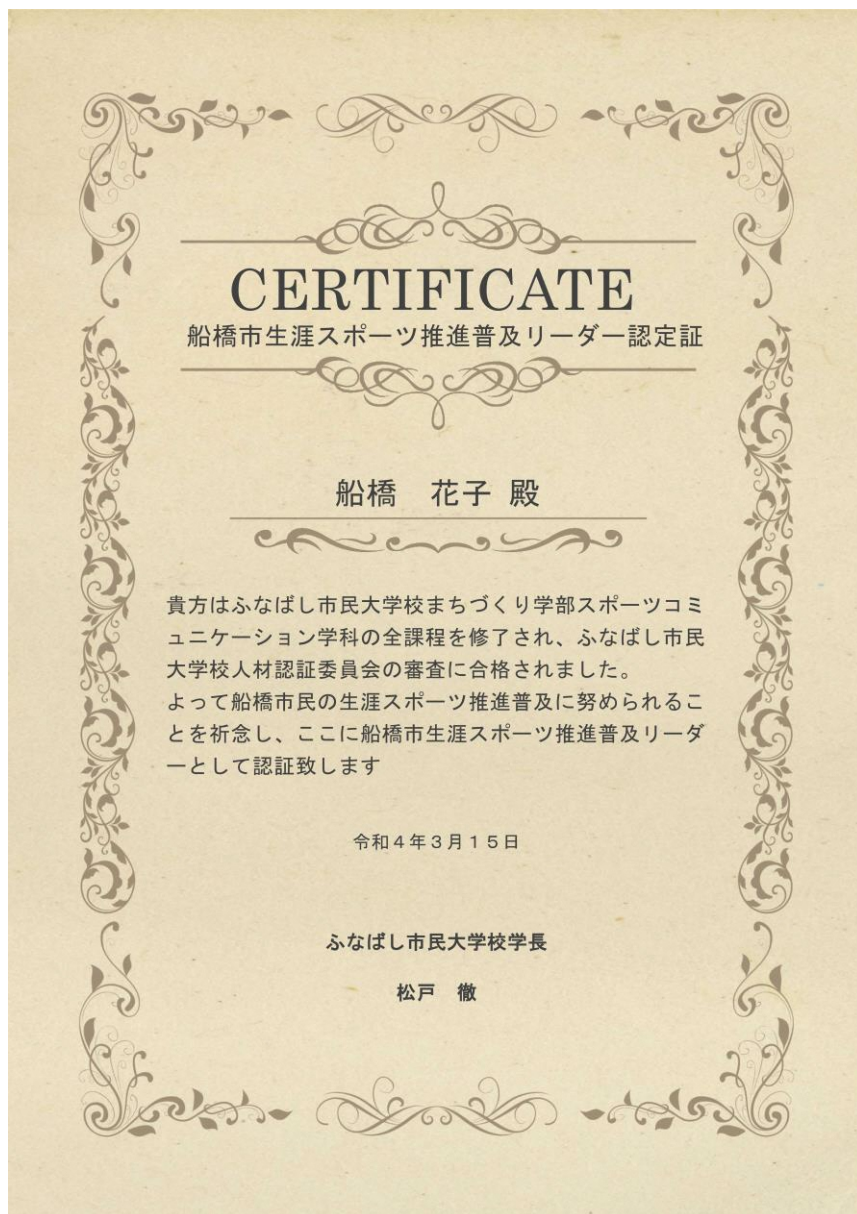 CERTIFICATE
船橋市生涯スポーツ推進普及リーダー認定証
船橋　花子 殿
貴方はふなばし市民大学校まちづくり学部スポーツコミ
ュニケーション学科の全課程を修了され、ふなばし市民
大学校人材認証委員会の審査に合格されました。
よって船橋市民の生涯スポーツ推進普及に努められるこ
とを祈念し、ここに船橋市生涯スポーツ推進普及リーダ
ーとして認証致します
令和４年３月１５日
ふなばし市民大学校学長
松戸　徹